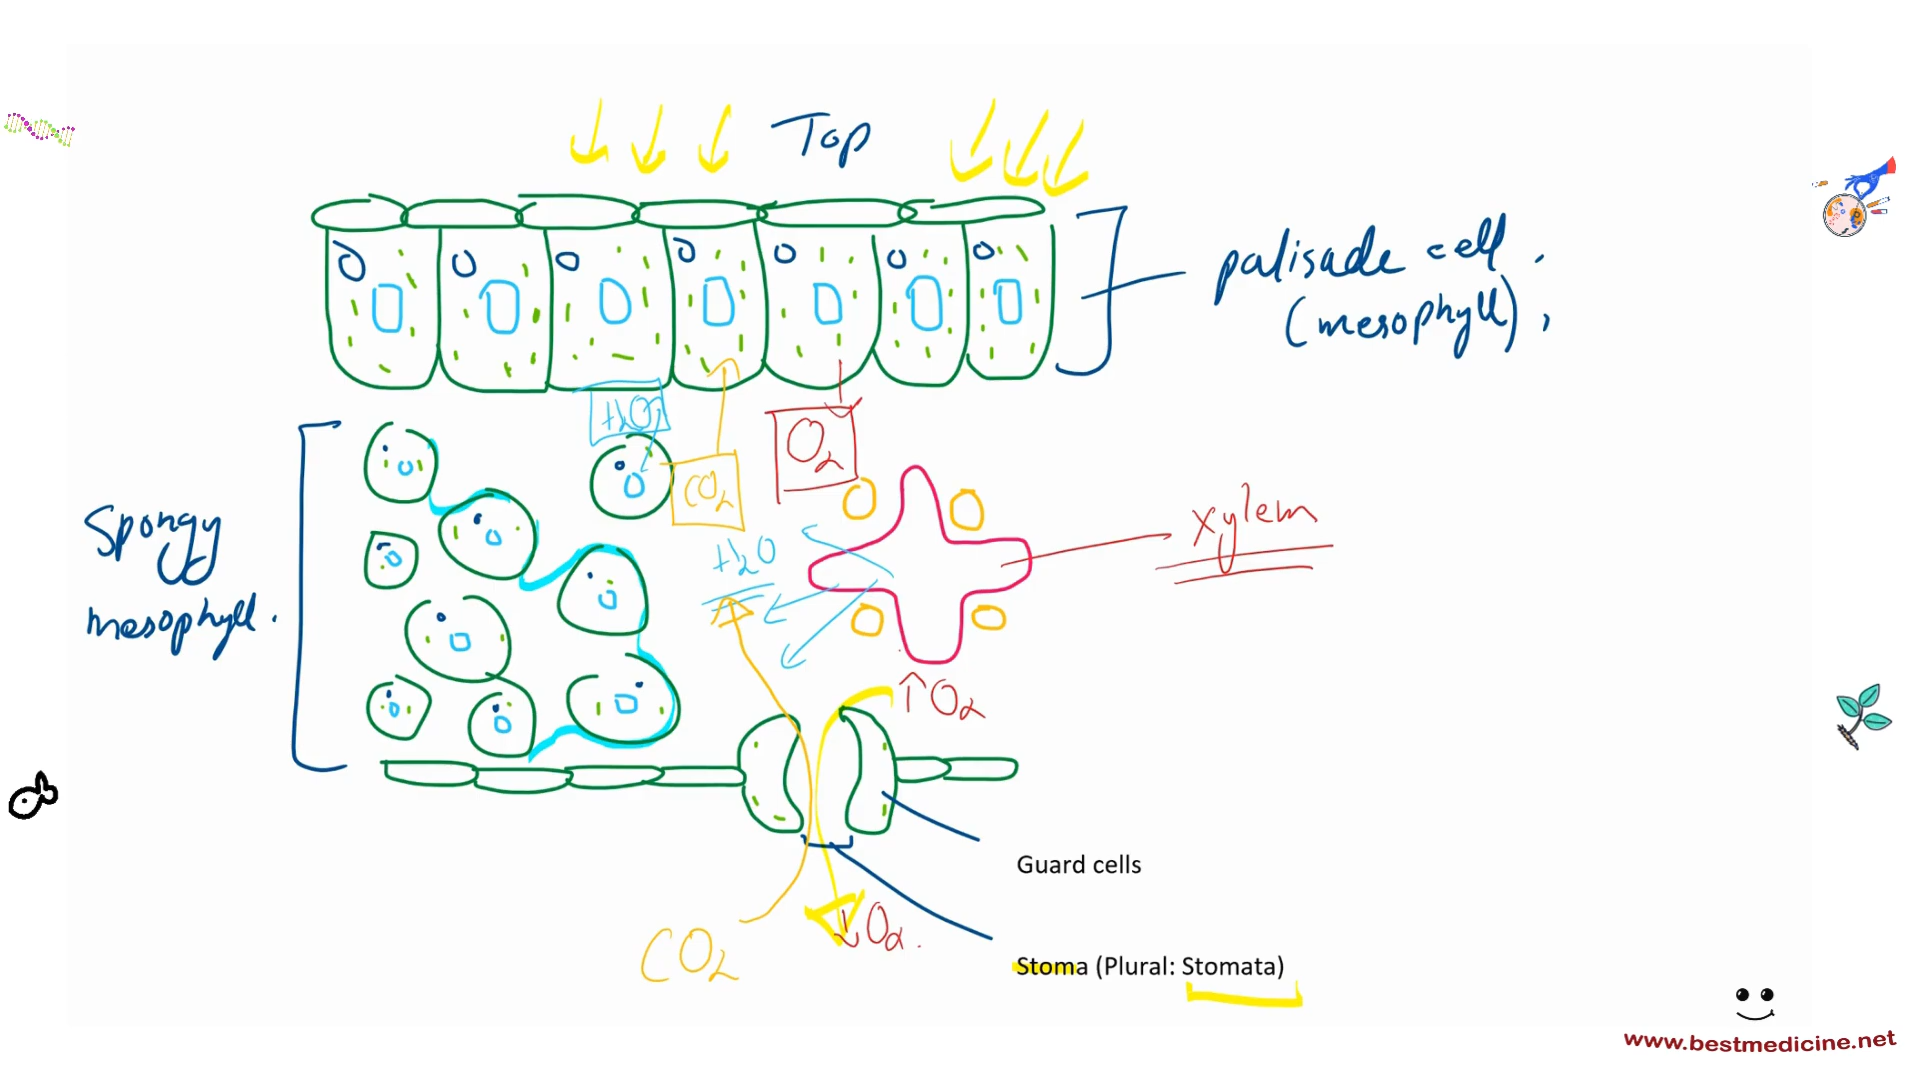 Top
palisade cell.
(mesophyll),
H2O
O2
CO2
Spongy
mesophyll.
xylem
H2O
↑O2
Guard cells
↓O2.
CO2
Stoma (Plural: Stomata)
www.bestmedicine.net